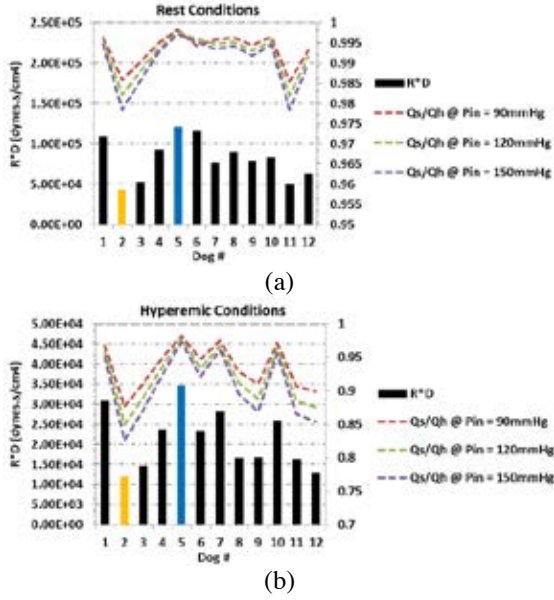 Rest Conditions
2.50E+05
2.00E+05
1.50E+05
1.00E+05
5.00E+04
0.00E+00
R*D (dynes.s/cm4)
1
0.995
0.99
0.985
0.98
0.975
0.97
0.965
0.96
0.955
0.95
1 2 3 4 5 6 7 8 9 10 11 12
Dog #
R*D
Qs/Qh @ Pin = 90mmHg
Qs/Qh @ Pin = 120mmHg
Qs/Qh @ Pin = 150mmHg
(a)
Hyperemic Conditions
5.00E+04
4.50E+04
4.00E+04
3.50E+04
3.00E+04
2.50E+04
2.00E+04
1.50E+04
1.00E+04
5.00E+03
0.00E+00
R*D (dynes.s/cm4)
1
0.95
0.9
0.85
0.8
0.75
0.7
1 2 3 4 5 6 7 8 9 10 11 12
Dog #
R*D
Qs/Qh @ Pin = 90mmHg
Qs/Qh @ Pin = 120mmHg
Qs/Qh @ Pin = 150mmHg
(b)